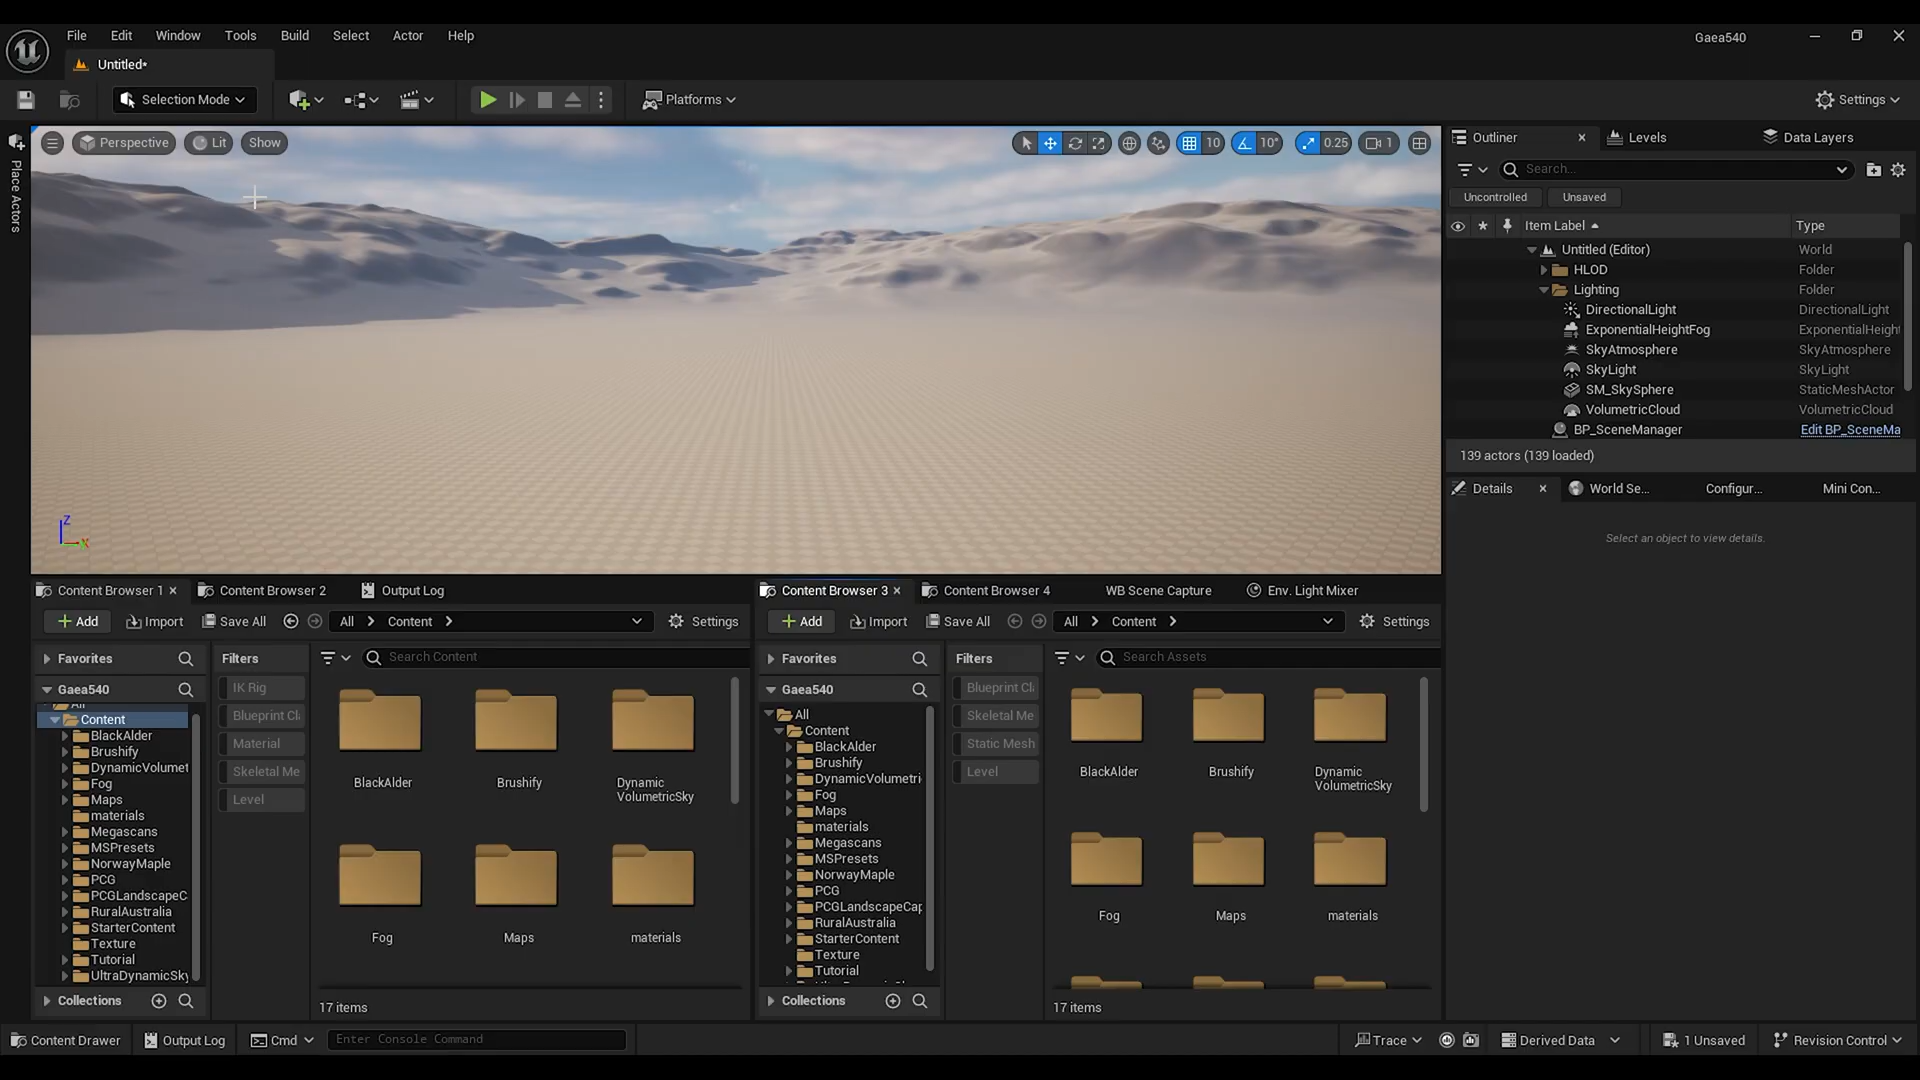 File Edit Window Tools Build Select Actor Help
Gaea540
Untitled*
Selection Mode
Platforms
Settings
Place Actors
Perspective Lit Show
10 10° 0.25 1
Z
Outliner Levels Data Layers
Search...
Uncontrolled Unsaved
Item Label Type
Untitled (Editor) World
HLOD Folder
Lighting Folder
DirectionalLight DirectionalLight
ExponentialHeightFog ExponentialHeight
SkyAtmosphere SkyAtmosphere
SkyLight SkyLight
SM_SkySphere StaticMeshActor
VolumetricCloud VolumetricCloud
BP_SceneManager Edit BP_SceneMa
139 actors (139 loaded)
Details World Se... Configur... Mini Con...
Select an object to view details.
Content Browser 1 Content Browser 2 Output Log
Add Import Save All All Content Settings
Favorites
Gaea540
All
Content
BlackAlder
Brushify
DynamicVolumet
Fog
Maps
materials
Megascans
MSPresets
NorwayMaple
PCG
PCGLandscapeC
RuralAustralia
StarterContent
Texture
Tutorial
UltraDynamicSky
Collections
Filters
IK Rig
Blueprint Cl
Material
Skeletal Me
Level
Search Content
BlackAlder Brushify Dynamic
VolumetricSky
Fog Maps materials
17 items
Content Browser 3 Content Browser 4 WB Scene Capture Env. Light Mixer
Add Import Save All All Content Settings
Favorites
Gaea540
All
Content
BlackAlder
Brushify
DynamicVolumetri
Fog
Maps
materials
Megascans
MSPresets
NorwayMaple
PCG
PCGLandscapeCap
RuralAustralia
StarterContent
Texture
Tutorial
Collections
Filters
Blueprint Cl
Skeletal Me
Static Mesh
Level
Search Assets
BlackAlder Brushify Dynamic
VolumetricSky
Fog Maps materials
17 items
Content Drawer Output Log Cmd Enter Console Command
Trace Derived Data 1 Unsaved Revision Control